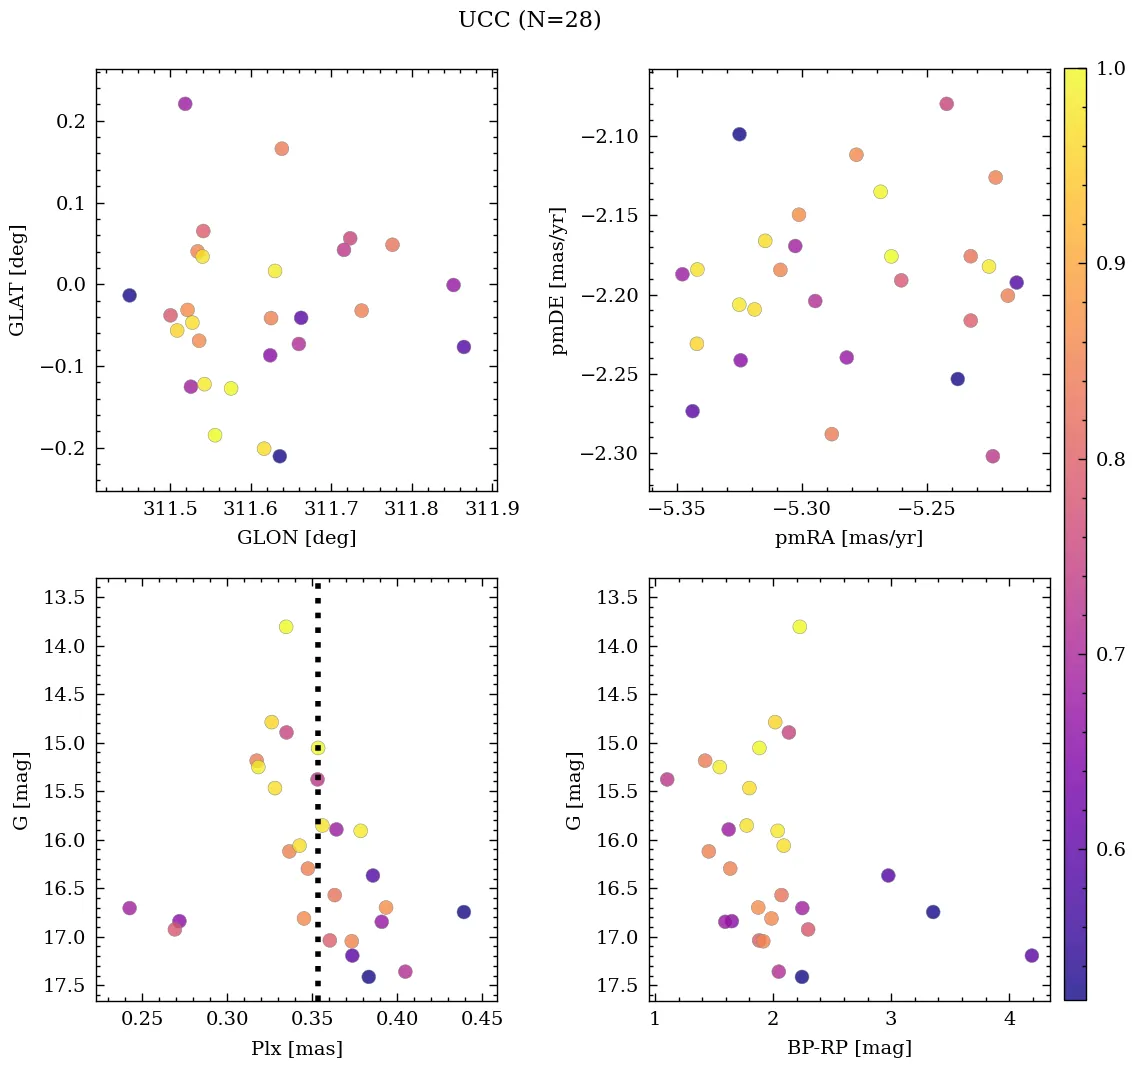 UCC (N=28)
0.2
0.1
0.0
−0.1
−0.2
GLAT [deg]
311.5 311.6 311.7 311.8 311.9
GLON [deg]
−2.10
−2.15
−2.20
−2.25
−2.30
pmDE [mas/yr]
−5.35 −5.30 −5.25
pmRA [mas/yr]
1.0
0.9
0.8
0.7
0.6
13.5
14.0
14.5
15.0
15.5
16.0
16.5
17.0
17.5
G [mag]
0.25 0.30 0.35 0.40 0.45
Plx [mas]
13.5
14.0
14.5
15.0
15.5
16.0
16.5
17.0
17.5
G [mag]
1 2 3 4
BP-RP [mag]